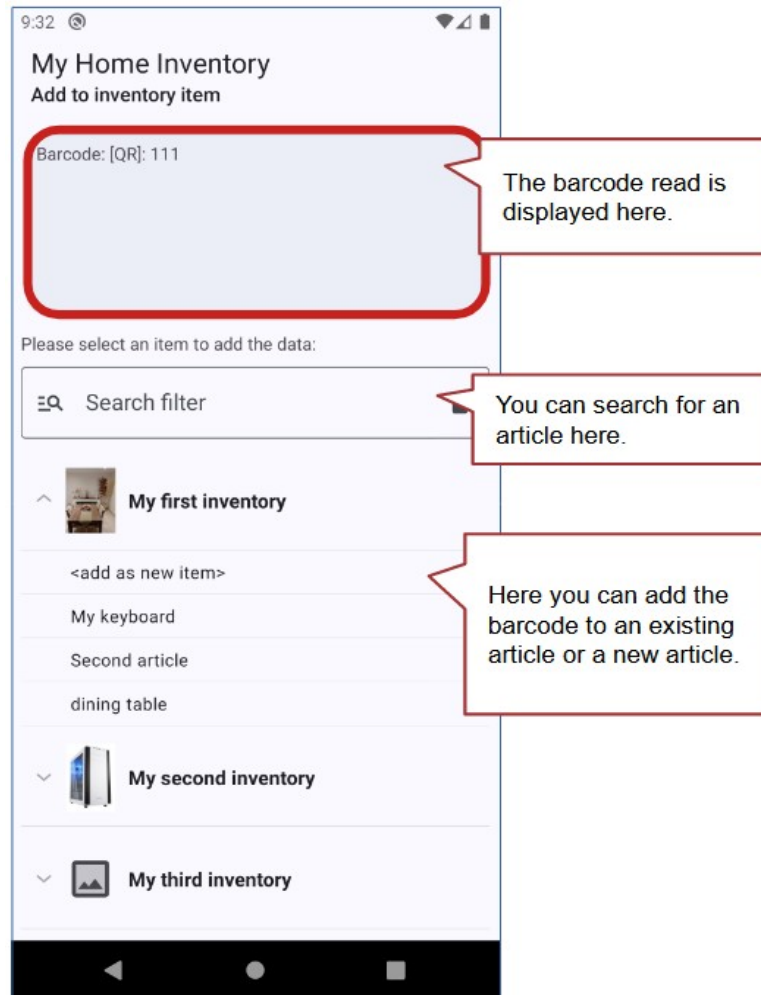 9:32
My Home Inventory
Add to inventory item
Barcode: [QR]: 111
The barcode read is
displayed here.
Please select an item to add the data:
Search filter
You can search for an
article here.
My first inventory
<add as new item>
My keyboard
Second article
dining table
Here you can add the
barcode to an existing
article or a new article.
My second inventory
My third inventory